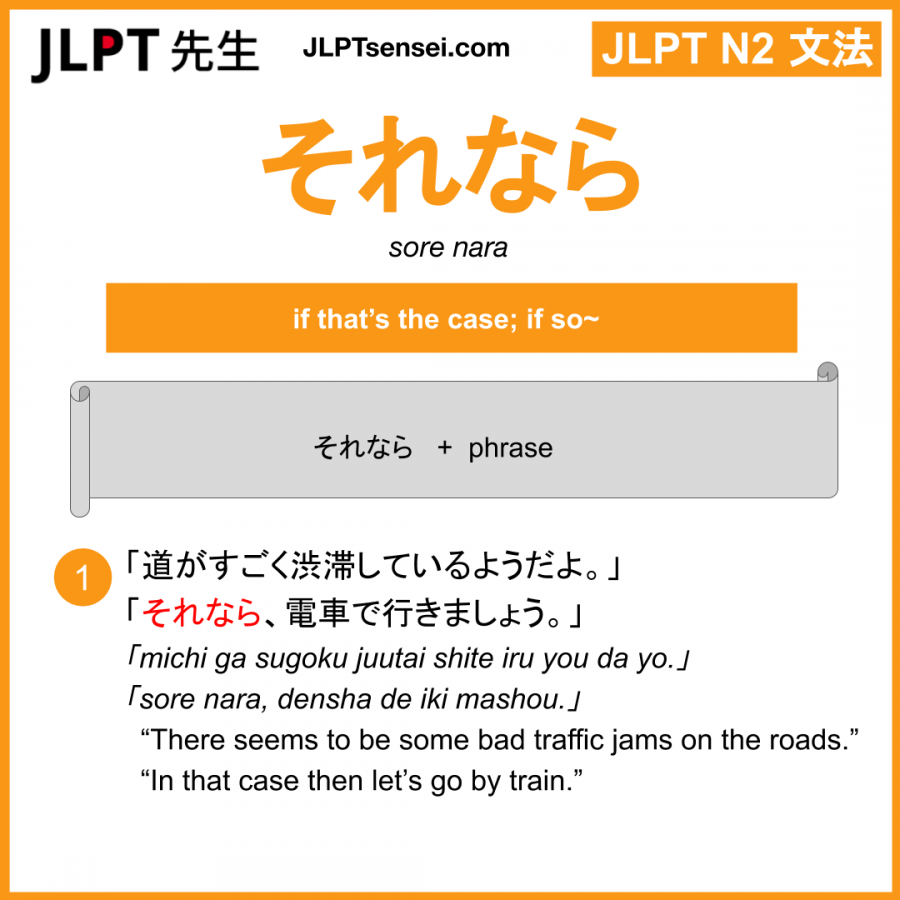 JLPT 先生
JLPTsensei.com
JLPT N2 文法
それなら
sore nara
if that’s the case; if so~
それなら + phrase
1
「道がすごく渋滞しているようだよ。」
「それなら、電車で行きましょう。」
「michi ga sugoku juutai shite iru you da yo.」
「sore nara, densha de iki mashou.」
“There seems to be some bad traffic jams on the roads.”
“In that case then let’s go by train.”